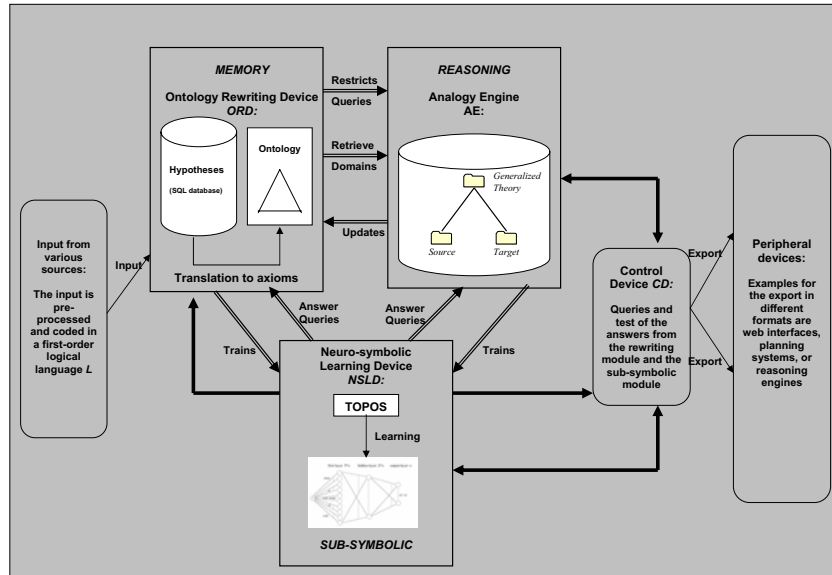 Input from
various
sources:
The input is
pre-
processed
and coded in
a first-order
logical
language L
Input
MEMORY
Ontology Rewriting Device
ORD:
Hypotheses
(SQL database)
Ontology
Translation to axioms
Restricts
Queries
Retrieve
Domains
Updates
REASONING
Analogy Engine
AE:
Generalized
Theory
Source
Target
Trains
Answer
Queries
Answer
Queries
Trains
Neuro-symbolic
Learning Device
NSLD:
TOPOS
Learning
SUB-SYMBOLIC
Control
Device CD:
Queries and
test of the
answers from
the rewriting
module and the
sub-symbolic
module
Export
Export
Peripheral
devices:
Examples for
the export in
different
formats are
web interfaces,
planning
systems, or
reasoning
engines